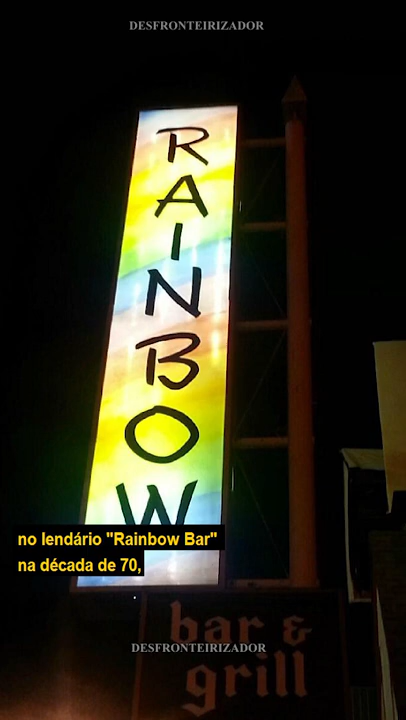 DESFRONTEIRIZADOR
RAINBOW
no lendário "Rainbow Bar"
na década de 70,
bar &
DESFRONTEIRIZADOR
grill